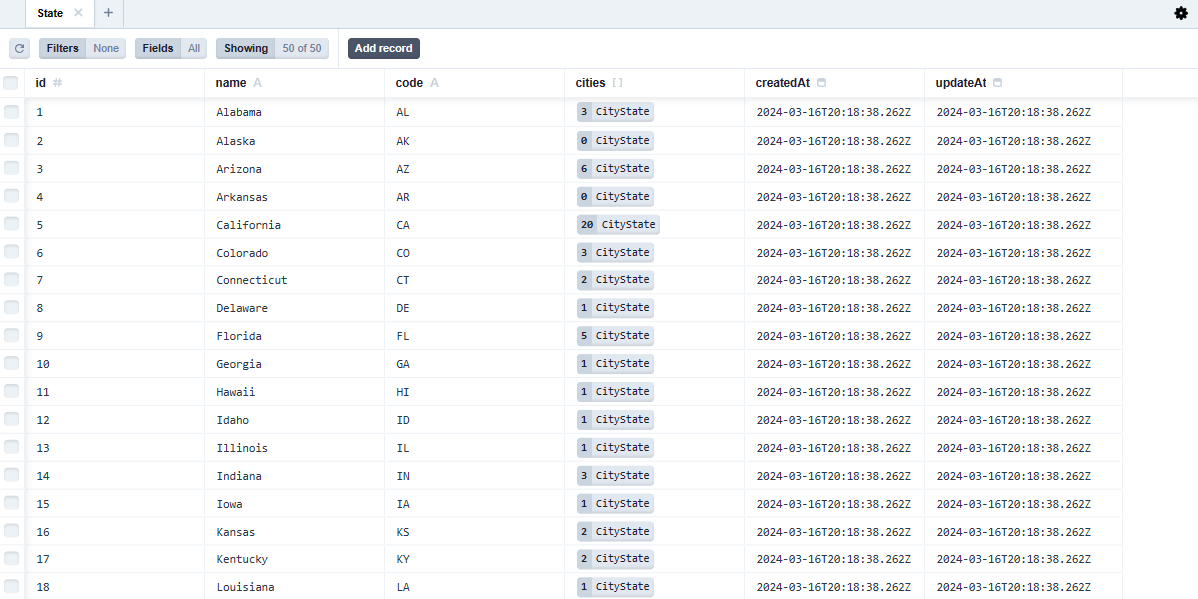 State
Filters None Fields All Showing 50 of 50 Add record
id # name A code A cities [] createdAt updateAt
1 Alabama AL 3 CityState 2024-03-16T20:18:38.262Z 2024-03-16T20:18:38.262Z
2 Alaska AK 0 CityState 2024-03-16T20:18:38.262Z 2024-03-16T20:18:38.262Z
3 Arizona AZ 6 CityState 2024-03-16T20:18:38.262Z 2024-03-16T20:18:38.262Z
4 Arkansas AR 0 CityState 2024-03-16T20:18:38.262Z 2024-03-16T20:18:38.262Z
5 California CA 20 CityState 2024-03-16T20:18:38.262Z 2024-03-16T20:18:38.262Z
6 Colorado CO 3 CityState 2024-03-16T20:18:38.262Z 2024-03-16T20:18:38.262Z
7 Connecticut CT 2 CityState 2024-03-16T20:18:38.262Z 2024-03-16T20:18:38.262Z
8 Delaware DE 1 CityState 2024-03-16T20:18:38.262Z 2024-03-16T20:18:38.262Z
9 Florida FL 5 CityState 2024-03-16T20:18:38.262Z 2024-03-16T20:18:38.262Z
10 Georgia GA 1 CityState 2024-03-16T20:18:38.262Z 2024-03-16T20:18:38.262Z
11 Hawaii HI 1 CityState 2024-03-16T20:18:38.262Z 2024-03-16T20:18:38.262Z
12 Idaho ID 1 CityState 2024-03-16T20:18:38.262Z 2024-03-16T20:18:38.262Z
13 Illinois IL 1 CityState 2024-03-16T20:18:38.262Z 2024-03-16T20:18:38.262Z
14 Indiana IN 3 CityState 2024-03-16T20:18:38.262Z 2024-03-16T20:18:38.262Z
15 Iowa IA 1 CityState 2024-03-16T20:18:38.262Z 2024-03-16T20:18:38.262Z
16 Kansas KS 2 CityState 2024-03-16T20:18:38.262Z 2024-03-16T20:18:38.262Z
17 Kentucky KY 2 CityState 2024-03-16T20:18:38.262Z 2024-03-16T20:18:38.262Z
18 Louisiana LA 1 CityState 2024-03-16T20:18:38.262Z 2024-03-16T20:18:38.262Z